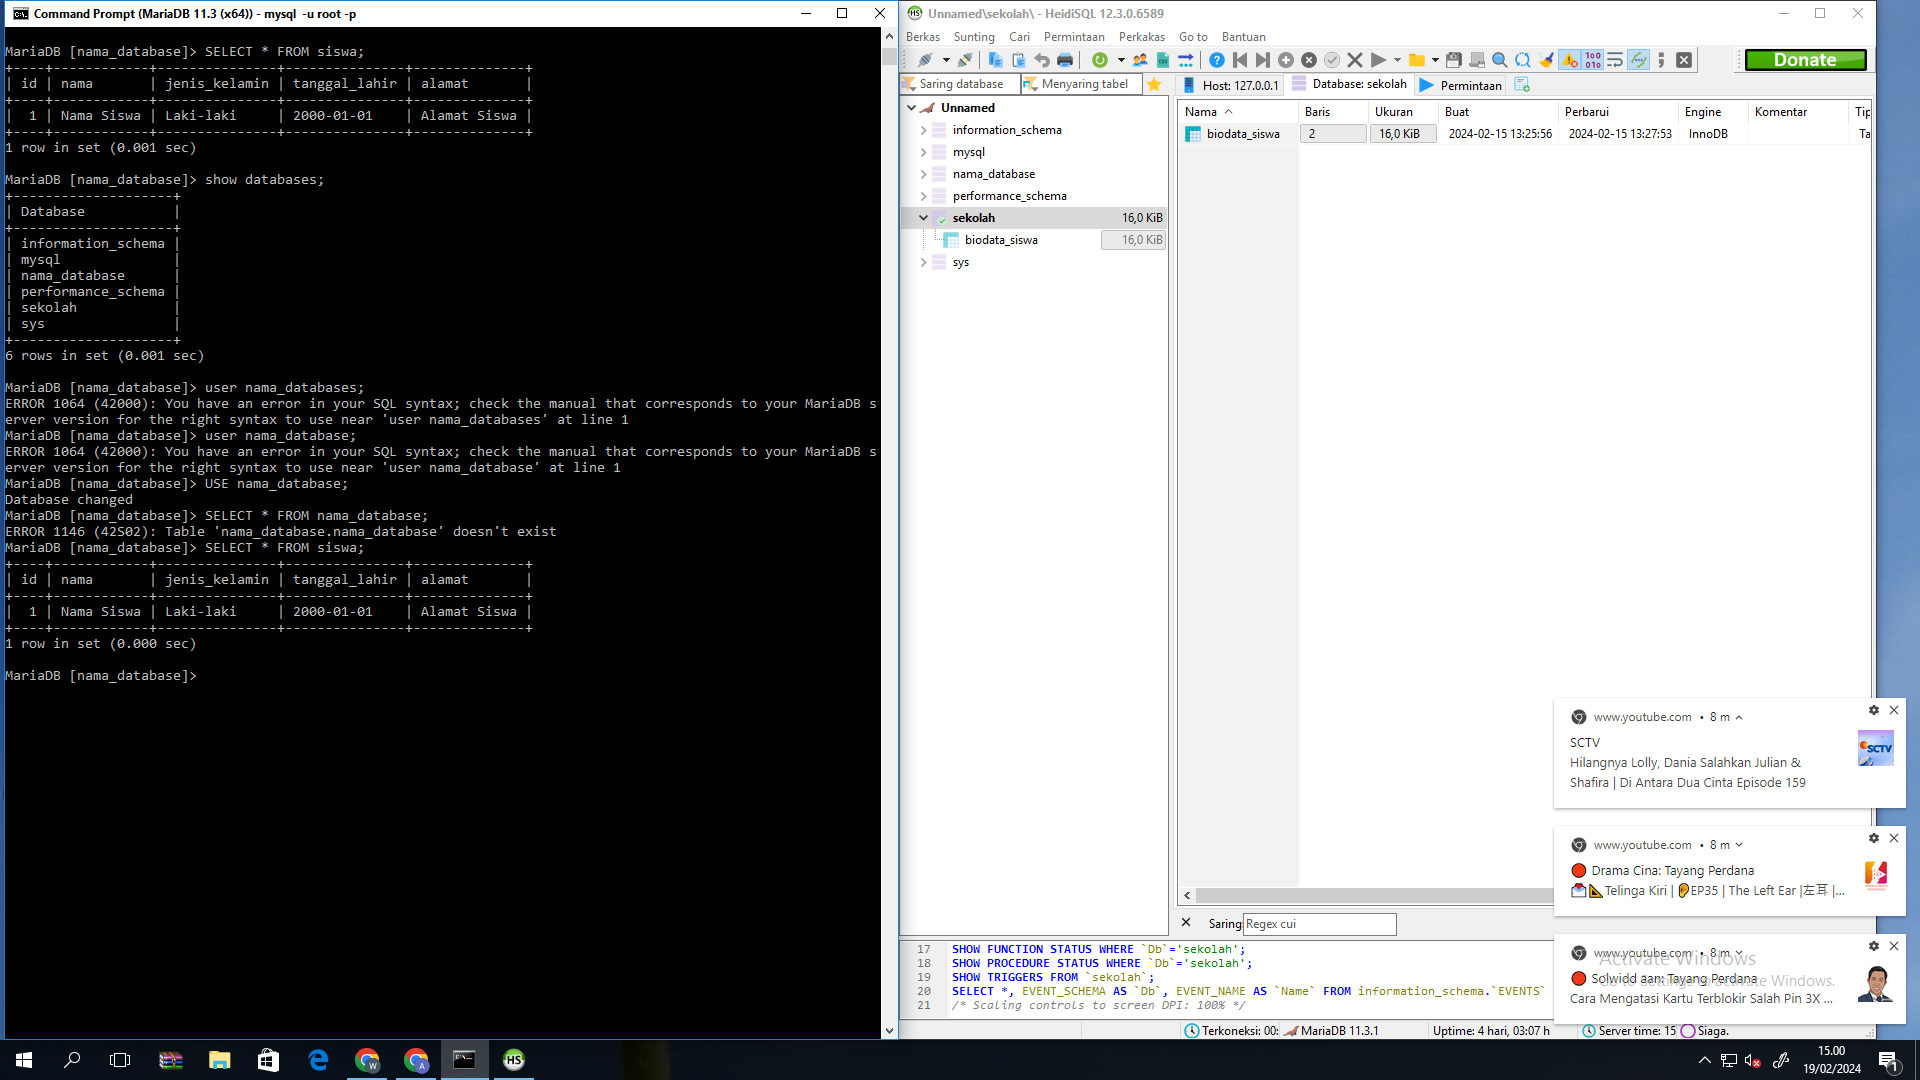 Command Prompt (MariaDB 11.3 (x64)) - mysql -u root -p
MariaDB [nama_database]> SELECT * FROM siswa;
+----+------------+---------------+---------------+--------------+
| id | nama       | jenis_kelamin | tanggal_lahir | alamat       |
+----+------------+---------------+---------------+--------------+
|  1 | Nama Siswa | Laki-laki     | 2000-01-01    | Alamat Siswa |
+----+------------+---------------+---------------+--------------+
1 row in set (0.001 sec)
MariaDB [nama_database]> show databases;
+--------------------+
| Database           |
+--------------------+
| information_schema |
| mysql              |
| nama_database      |
| performance_schema |
| sekolah            |
| sys                |
+--------------------+
6 rows in set (0.001 sec)
MariaDB [nama_database]> user nama_databases;
ERROR 1064 (42000): You have an error in your SQL syntax; check the manual that corresponds to your MariaDB s
erver version for the right syntax to use near 'user nama_databases' at line 1
MariaDB [nama_database]> user nama_database;
ERROR 1064 (42000): You have an error in your SQL syntax; check the manual that corresponds to your MariaDB s
erver version for the right syntax to use near 'user nama_database' at line 1
MariaDB [nama_database]> USE nama_database;
Database changed
MariaDB [nama_database]> SELECT * FROM nama_database;
ERROR 1146 (42S02): Table 'nama_database.nama_database' doesn't exist
MariaDB [nama_database]> SELECT * FROM siswa;
+----+------------+---------------+---------------+--------------+
| id | nama       | jenis_kelamin | tanggal_lahir | alamat       |
+----+------------+---------------+---------------+--------------+
|  1 | Nama Siswa | Laki-laki     | 2000-01-01    | Alamat Siswa |
+----+------------+---------------+---------------+--------------+
1 row in set (0.000 sec)
MariaDB [nama_database]>
Unnamed\sekolah\ - HeidiSQL 12.3.0.6589
Berkas Sunting Cari Permintaan Perkakas Go to Bantuan
Donate
Saring database Menyaring tabel
Host: 127.0.0.1 Database: sekolah Permintaan
Unnamed
information_schema
mysql
nama_database
performance_schema
sekolah 16,0 KiB
biodata_siswa 16,0 KiB
sys
Nama Baris Ukuran Buat Perbarui Engine Komentar Tip
biodata_siswa 2 16,0 KiB 2024-02-15 13:25:56 2024-02-15 13:27:53 InnoDB Ta
Saring Regex cui
17 SHOW FUNCTION STATUS WHERE `Db`='sekolah';
18 SHOW PROCEDURE STATUS WHERE `Db`='sekolah';
19 SHOW TRIGGERS FROM `sekolah`;
20 SELECT *, EVENT_SCHEMA AS `Db`, EVENT_NAME AS `Name` FROM information_schema.`EVENTS`
21 /* Scaling controls to screen DPI: 100% */
Terkoneksi: 00: MariaDB 11.3.1 Uptime: 4 hari, 03:07 h Server time: 15 Siaga.
www.youtube.com • 8 m
SCTV
Hilangnya Lolly, Dania Salahkan Julian &
Shafira | Di Antara Dua Cinta Episode 159
SCTV
www.youtube.com • 8 m
Drama Cina: Tayang Perdana
Telinga Kiri | EP35 | The Left Ear |左耳 |...
www.youtube.com • 8 m
Solwidd aan: Tayang Perdana
Cara Mengatasi Kartu Terblokir Salah Pin 3X ...
Activate Windows
Go to Settings to activate Windows.
15.00
19/02/2024
1